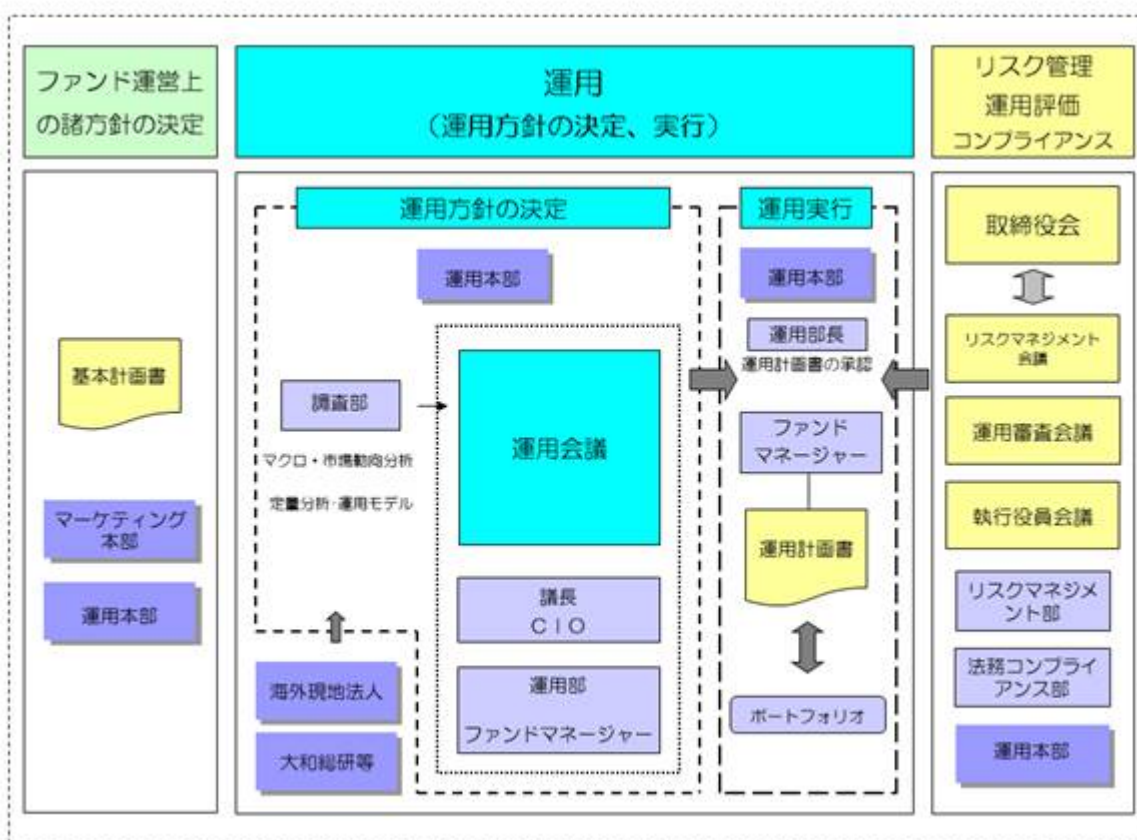 ファンド運営上
の諸方針の決定
運用
(運用方針の決定、実行)
リスク管理
運用評価
コンプライアンス
基本計画書
マーケティング
本部
運用本部
運用方針の決定
運用本部
調査部
マクロ・市場動向分析
定量分析・運用モデル
運用会議
議長
CIO
運用部
ファンドマネージャー
海外現地法人
大和総研等
運用実行
運用本部
運用部長
運用計画書の承認
ファンド
マネージャー
運用計画書
ポートフォリオ
取締役会
リスクマネジメント
会議
運用審査会議
執行役員会議
リスクマネジメ
ント部
法務コンプライ
アンス部
運用本部